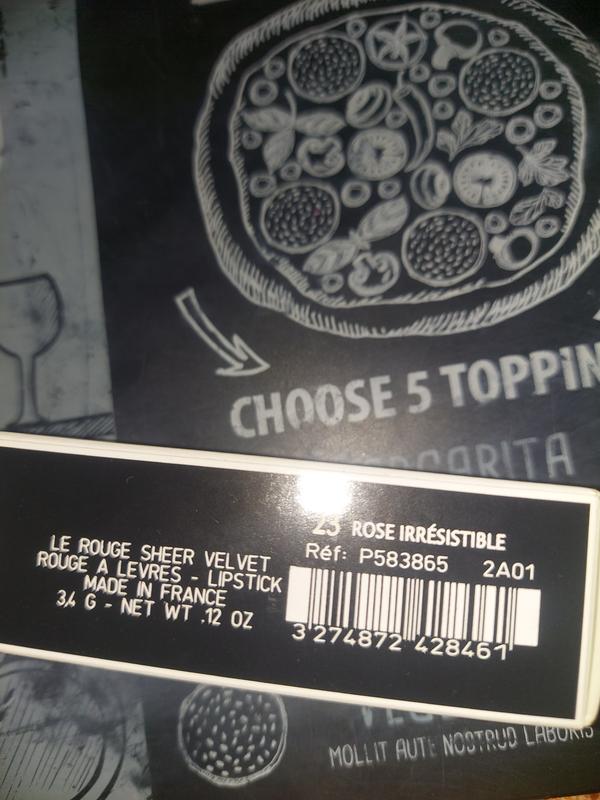 CHOOSE 5 TOPPIN
MARGARITA
LE ROUGE SHEER VELVET
ROUGE A LEVRES - LIPSTICK
MADE IN FRANCE
3,4 G - NET WT .12 OZ
ROSE IRRÉSISTIBLE
Réf: P583865 2A01
3 274872 428461
MOLLIT AUTE NOSTRUD LABORIS